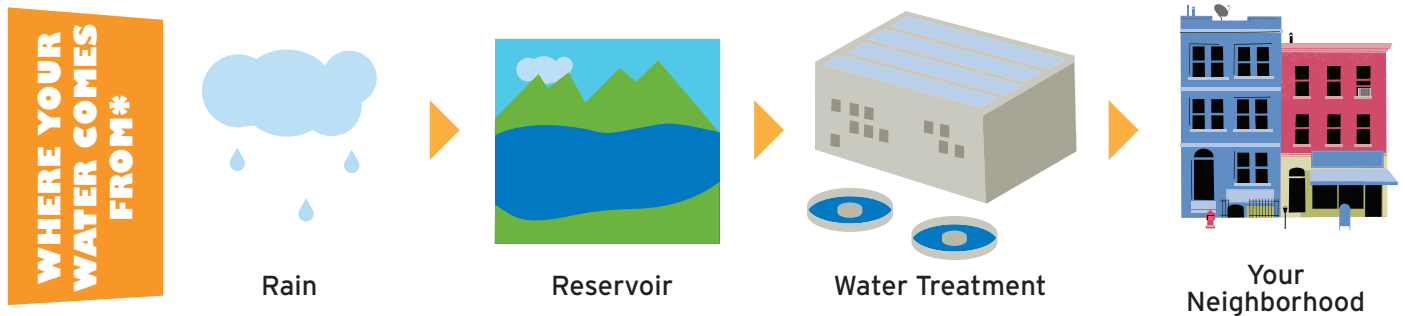 WHERE YOUR
WATER COMES
FROM*
Rain
Reservoir
Water Treatment
Your
Neighborhood